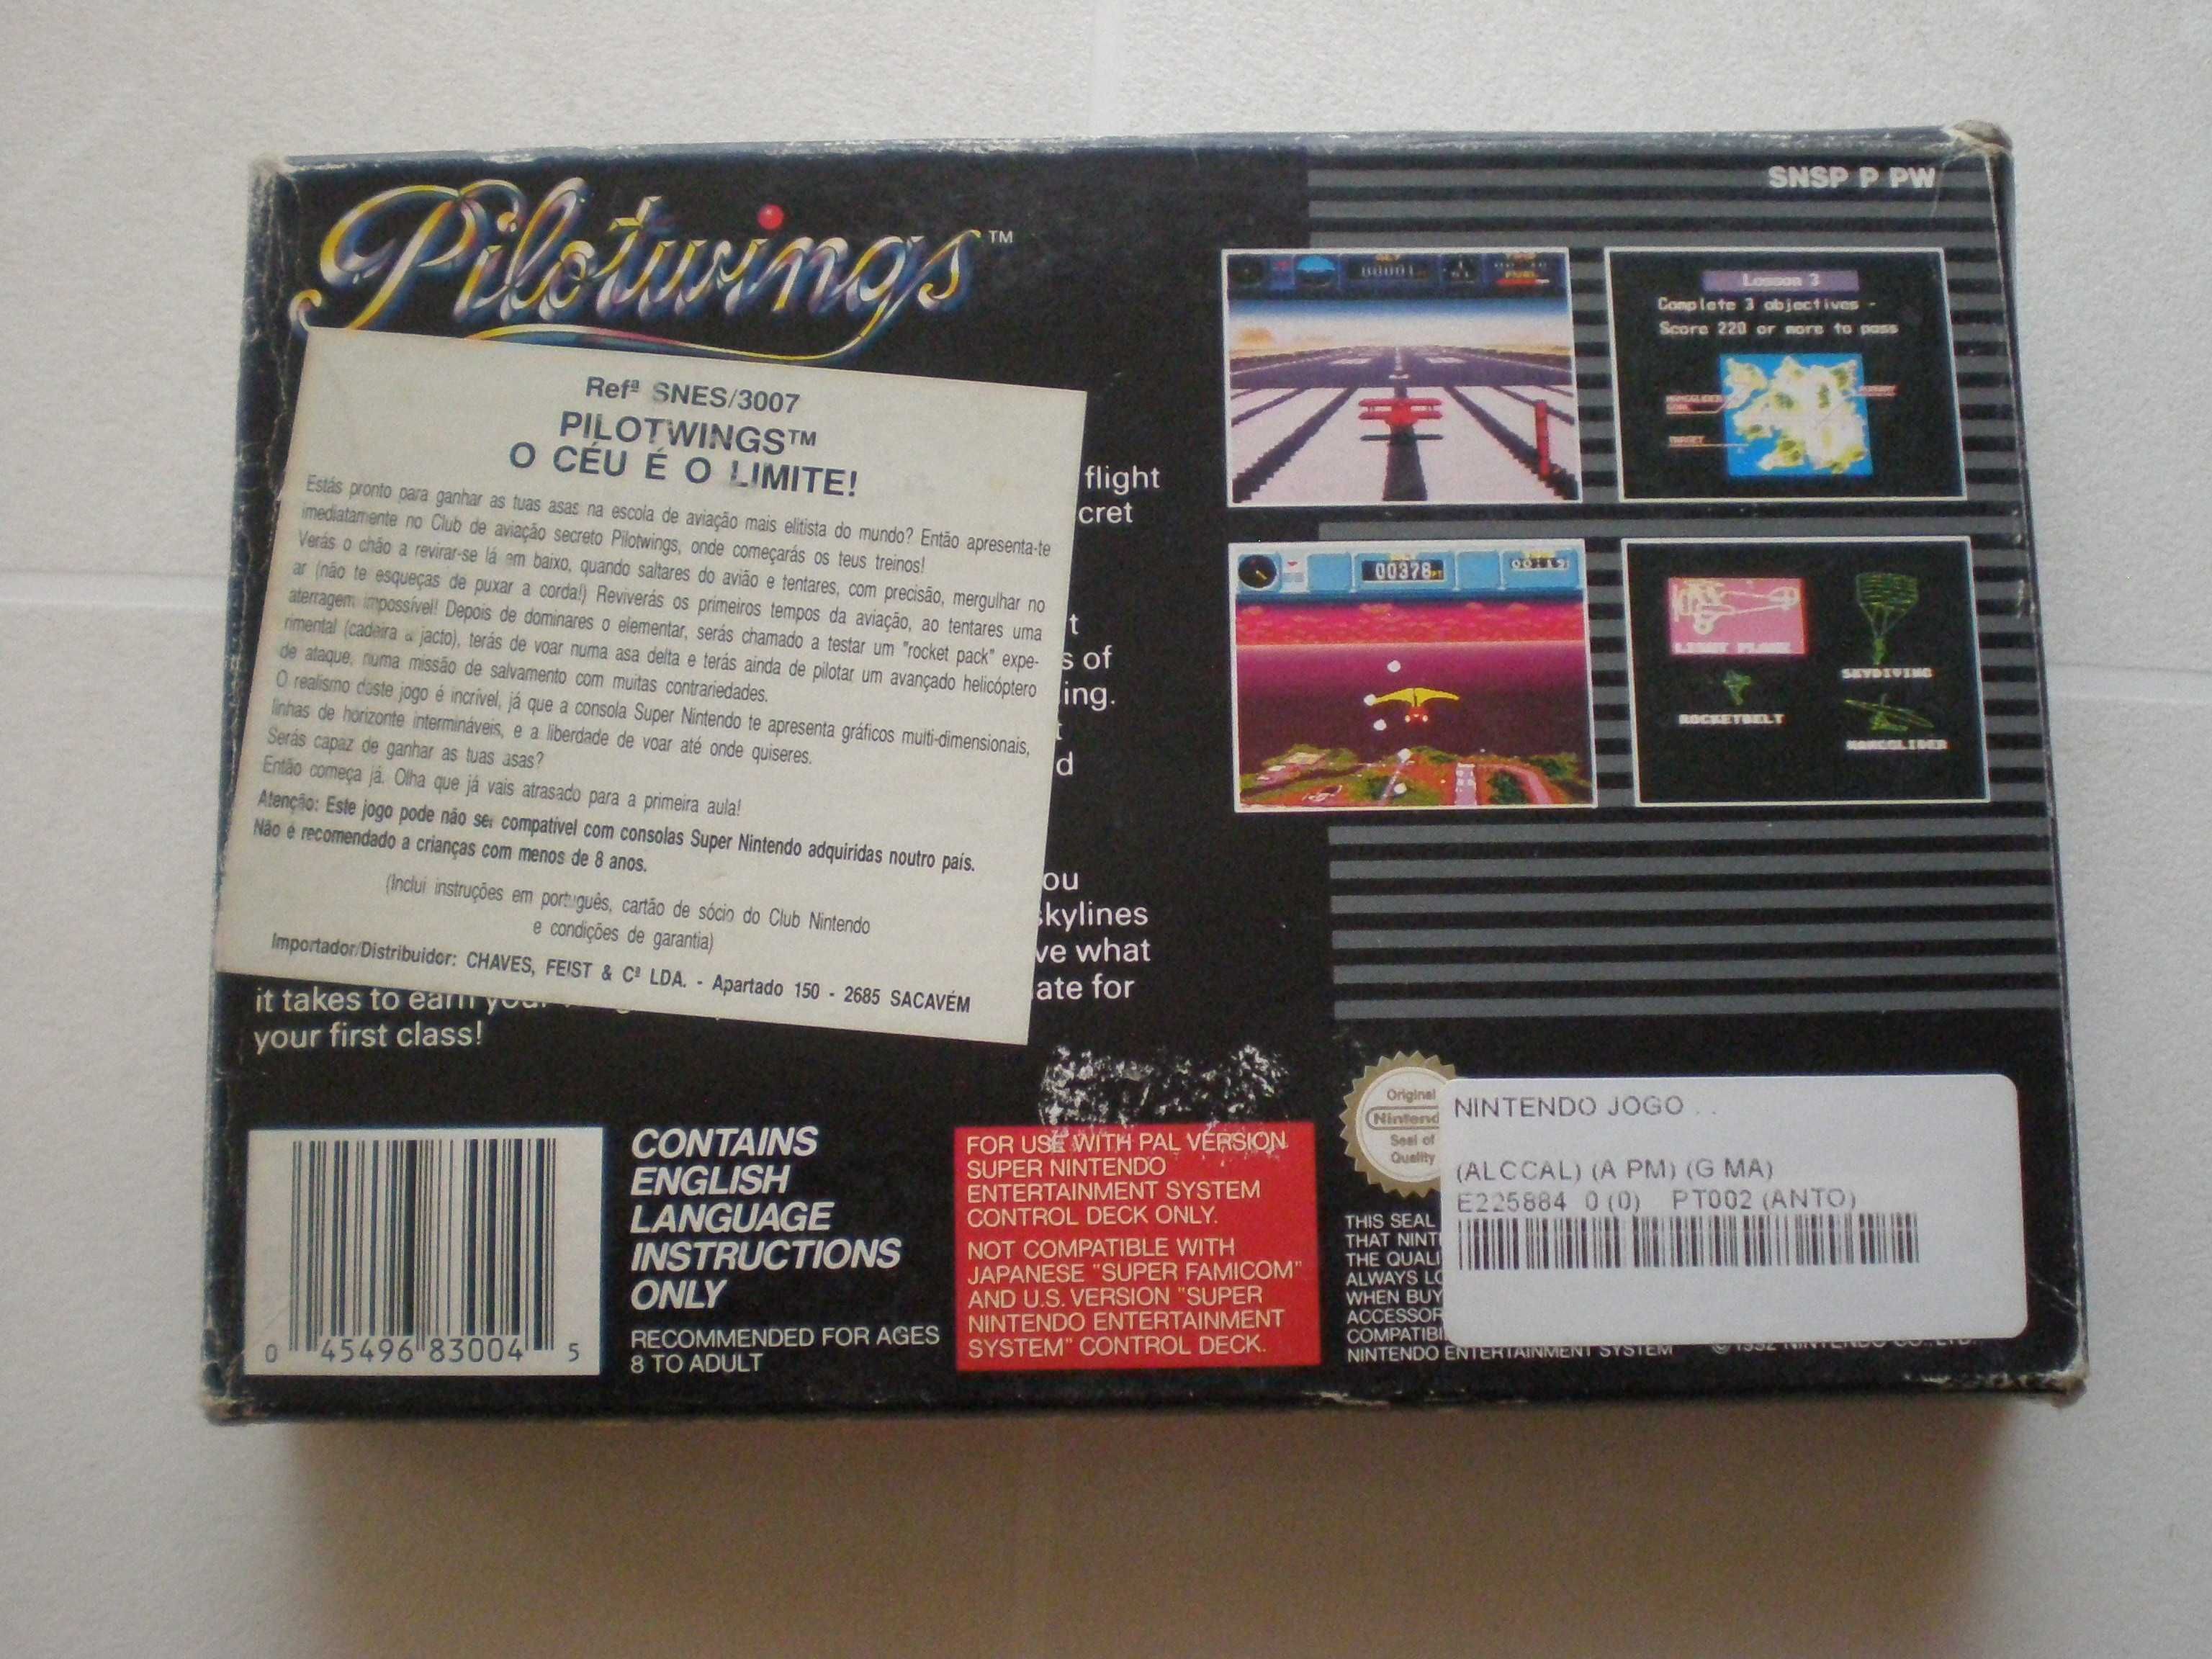 Pilotwings™
SNSP P PW
Refª SNES/3007
PILOTWINGS™
O CÉU É O LIMITE!
Estás pronto para ganhar as tuas asas na escola de aviação mais elitista do mundo? Então apresenta-te
imediatamente no Club de aviação secreto Pilotwings, onde começarás os teus treinos!
Verás o chão a revirar-se lá em baixo, quando saltares do avião e tentares, com precisão, mergulhar no
ar (não te esqueças de puxar a corda!) Reviverás os primeiros tempos da aviação, ao tentares uma
aterragem impossível! Depois de dominares o elementar, serás chamado a testar um "rocket pack" expe-
rimental (cadeira a jacto), terás de voar numa asa delta e terás ainda de pilotar um avançado helicóptero
de ataque, numa missão de salvamento com muitas contrariedades.
O realismo deste jogo é incrível, já que a consola Super Nintendo te apresenta gráficos multi-dimensionais,
linhas de horizonte intermináveis, e a liberdade de voar até onde quiseres.
Serás capaz de ganhar as tuas asas?
Então começa já. Olha que já vais atrasado para a primeira aula!
Atenção: Este jogo pode não ser compatível com consolas Super Nintendo adquiridas noutro país.
Não é recomendado a crianças com menos de 8 anos.
(Inclui instruções em português, cartão de sócio do Club Nintendo
e condições de garantia)
Importador/Distribuidor: CHAVES, FEIST & Cª LDA. - Apartado 150 - 2685 SACAVÉM
flight
cret
t
s of
ing.
t
d
ou
skylines
ve what
ate for
it takes to earn your
your first class!
Lesson 3
Complete 3 objectives -
Score 220 or more to pass
HANGGLIDER
TARGET
00378
LIGHT PLANE
SKYDIVING
ROCKETBELT
HANGGLIDER
0 45496 83004 5
CONTAINS
ENGLISH
LANGUAGE
INSTRUCTIONS
ONLY
RECOMMENDED FOR AGES
8 TO ADULT
FOR USE WITH PAL VERSION
SUPER NINTENDO
ENTERTAINMENT SYSTEM
CONTROL DECK ONLY.
NOT COMPATIBLE WITH
JAPANESE "SUPER FAMICOM"
AND U.S. VERSION "SUPER
NINTENDO ENTERTAINMENT
SYSTEM" CONTROL DECK.
Original
Nintend
Seal of
Quality
THIS SEAL
THAT NINT
THE QUALI
ALWAYS LO
WHEN BUY
ACCESSOR
COMPATIBI
NINTENDO ENTERTAINMENT SYSTEM
© 1992 NINTENDO CO., LTD.
NINTENDO JOGO . .
(ALCCAL) (A PM) (G MA)
E225884 0 (0) PT002 (ANTO)